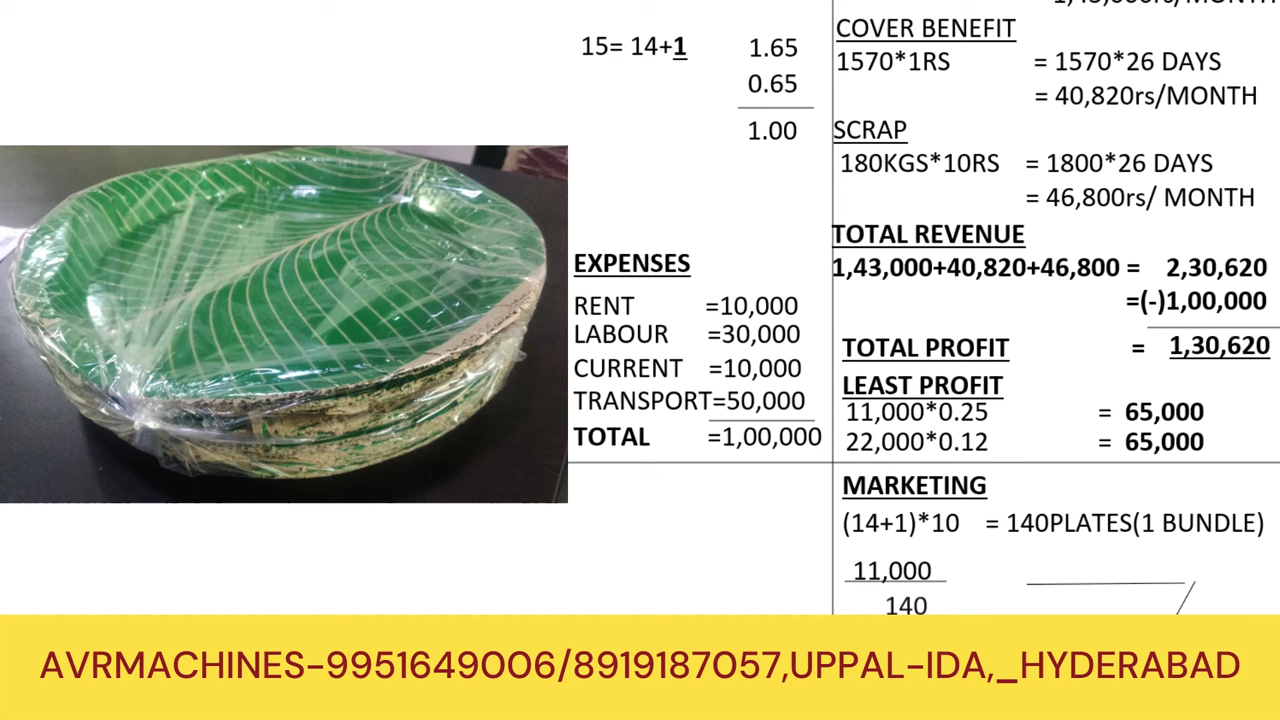 1,43,000rs/MONTH
COVER BENEFIT
15= 14+1 1.65
1570*1RS = 1570*26 DAYS
0.65
= 40,820rs/MONTH
1.00
SCRAP
180KGS*10RS = 1800*26 DAYS
= 46,800rs/ MONTH
TOTAL REVENUE
1,43,000+40,820+46,800 = 2,30,620
=(-)1,00,000
TOTAL PROFIT = 1,30,620
LEAST PROFIT
11,000*0.25 = 65,000
22,000*0.12 = 65,000
EXPENSES
RENT =10,000
LABOUR =30,000
CURRENT =10,000
TRANSPORT=50,000
TOTAL =1,00,000
MARKETING
(14+1)*10 = 140PLATES(1 BUNDLE)
11,000
140
AVRMACHINES-9951649006/8919187057,UPPAL-IDA,_HYDERABAD